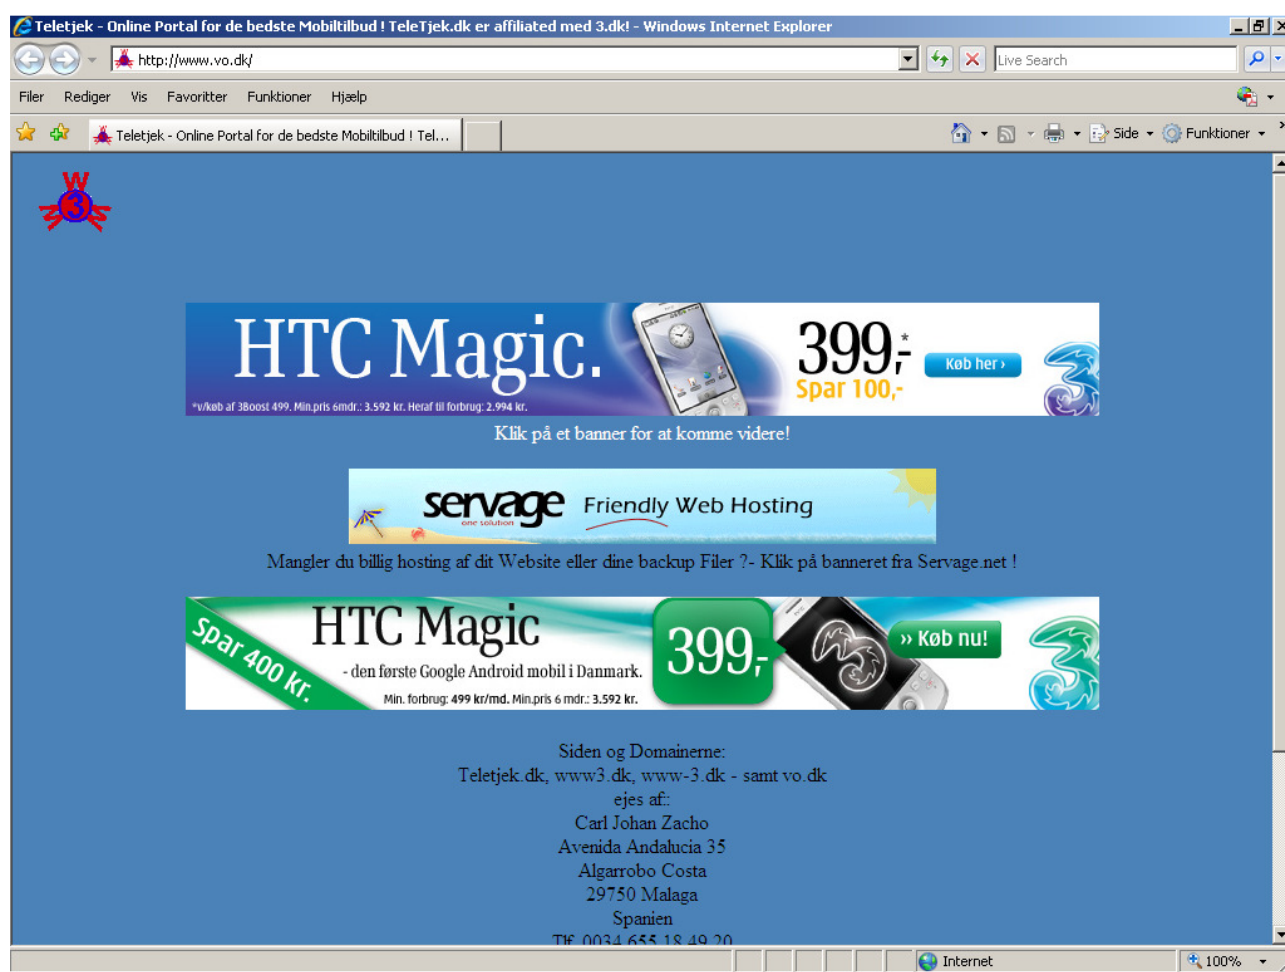 Teletjek - Online Portal for de bedste Mobiltilbud ! TeleTjek.dk er affiliated med 3.dk! - Windows Internet Explorer
http://www.vo.dk/
Live Search
Filer Rediger Vis Favoritter Funktioner Hjælp
Teletjek - Online Portal for de bedste Mobiltilbud ! Tel...
Side Funktioner
W
3
W W
HTC Magic.
399,-*
Spar 100,-
Køb her ›
*v/køb af 3Boost 499. Min.pris 6mdr.: 3.592 kr. Heraf til forbrug: 2.994 kr.
Klik på et banner for at komme videre!
servage
one solution
Friendly Web Hosting
Mangler du billig hosting af dit Website eller dine backup Filer ?- Klik på banneret fra Servage.net !
Spar 400 kr.
HTC Magic
- den første Google Android mobil i Danmark.
Min. forbrug: 499 kr/md. Min.pris 6 mdr.: 3.592 kr.
399,-
›› Køb nu!
Siden og Domainerne:
Teletjek.dk, www3.dk, www-3.dk - samt vo.dk
ejes af::
Carl Johan Zacho
Avenida Andalucia 35
Algarrobo Costa
29750 Malaga
Spanien
Tlf. 0034 655 18 49 20
Internet
100%